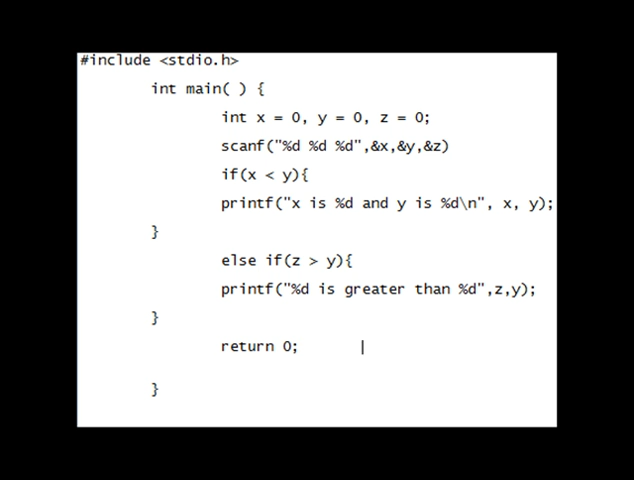 #include <stdio.h>
int main( ) {
int x = 0, y = 0, z = 0;
scanf("%d %d %d",&x,&y,&z)
if(x < y){
printf("x is %d and y is %d\n", x, y);
}
else if(z > y){
printf("%d is greater than %d",z,y);
}
return 0;
}